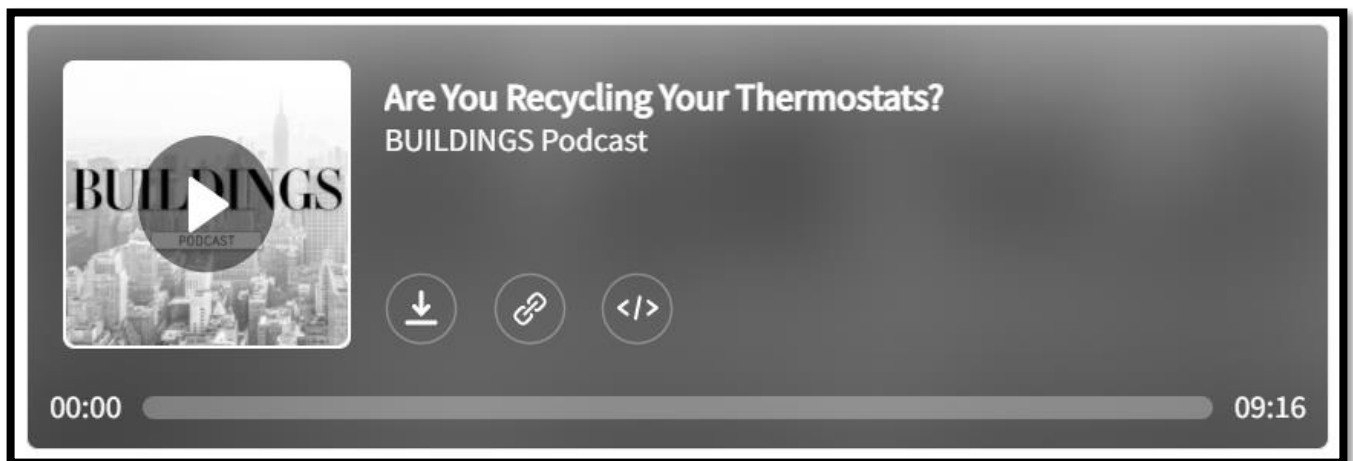 Are You Recycling Your Thermostats?
BUILDINGS Podcast
BUILDINGS
PODCAST
</>
00:00
09:16